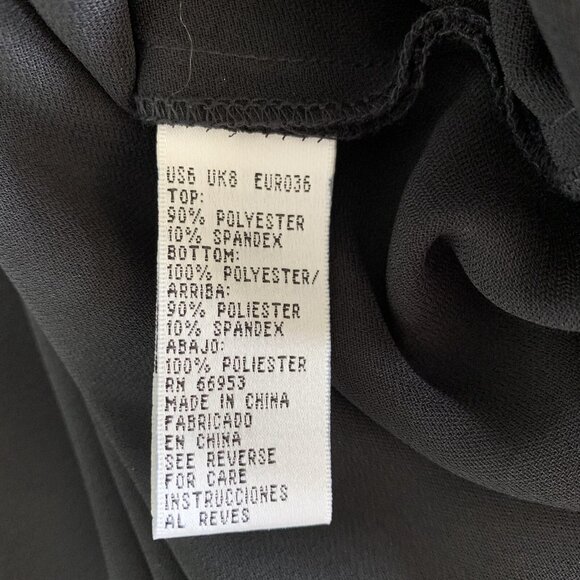 US6 UK8 EURO36
TOP:
90% POLYESTER
10% SPANDEX
BOTTOM:
100% POLYESTER/
ARRIBA:
90% POLIESTER
10% SPANDEX
ABAJO:
100% POLIESTER
RN 66953
MADE IN CHINA
FABRICADO
EN CHINA
SEE REVERSE
FOR CARE
INSTRUCCIONES
AL REVES